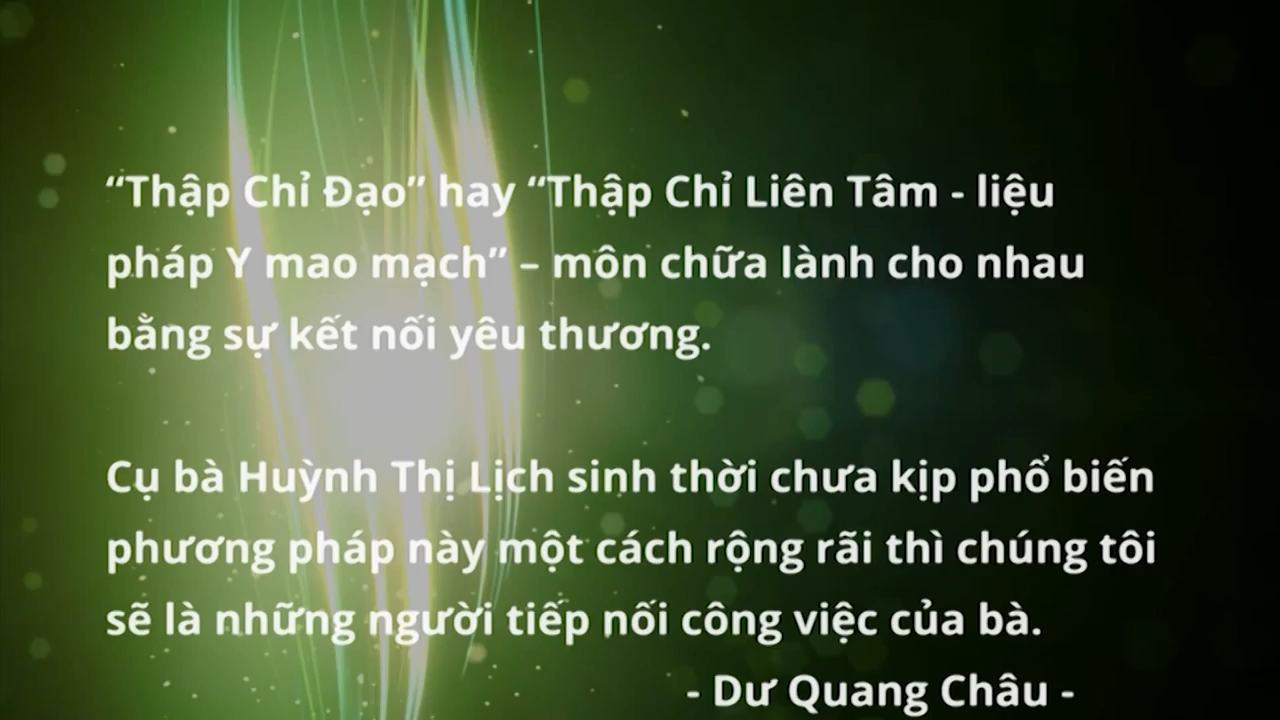 “Thập Chỉ Đạo” hay “Thập Chỉ Liên Tâm - liệu
pháp Y mao mạch” – môn chữa lành cho nhau
bằng sự kết nối yêu thương.
Cụ bà Huỳnh Thị Lịch sinh thời chưa kịp phổ biến
phương pháp này một cách rộng rãi thì chúng tôi
sẽ là những người tiếp nối công việc của bà.
- Dư Quang Châu -